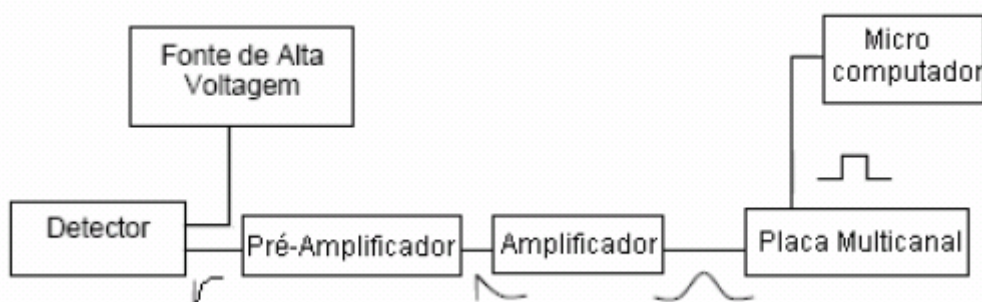 Fonte de Alta
Voltagem
Micro
computador
Detector
Pré-Amplificador
Amplificador
Placa Multicanal